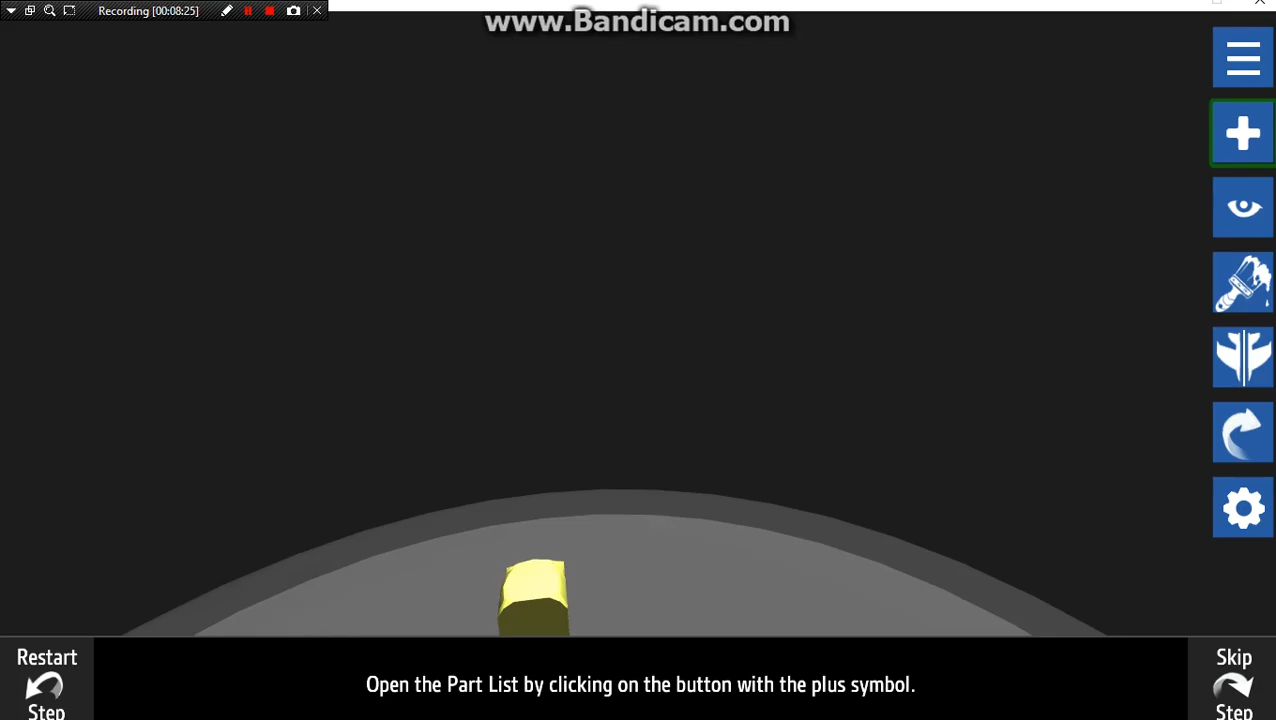 Recording [00:08:25]
www.Bandicam.com
Restart
Step
Open the Part List by clicking on the button with the plus symbol.
Skip
Step